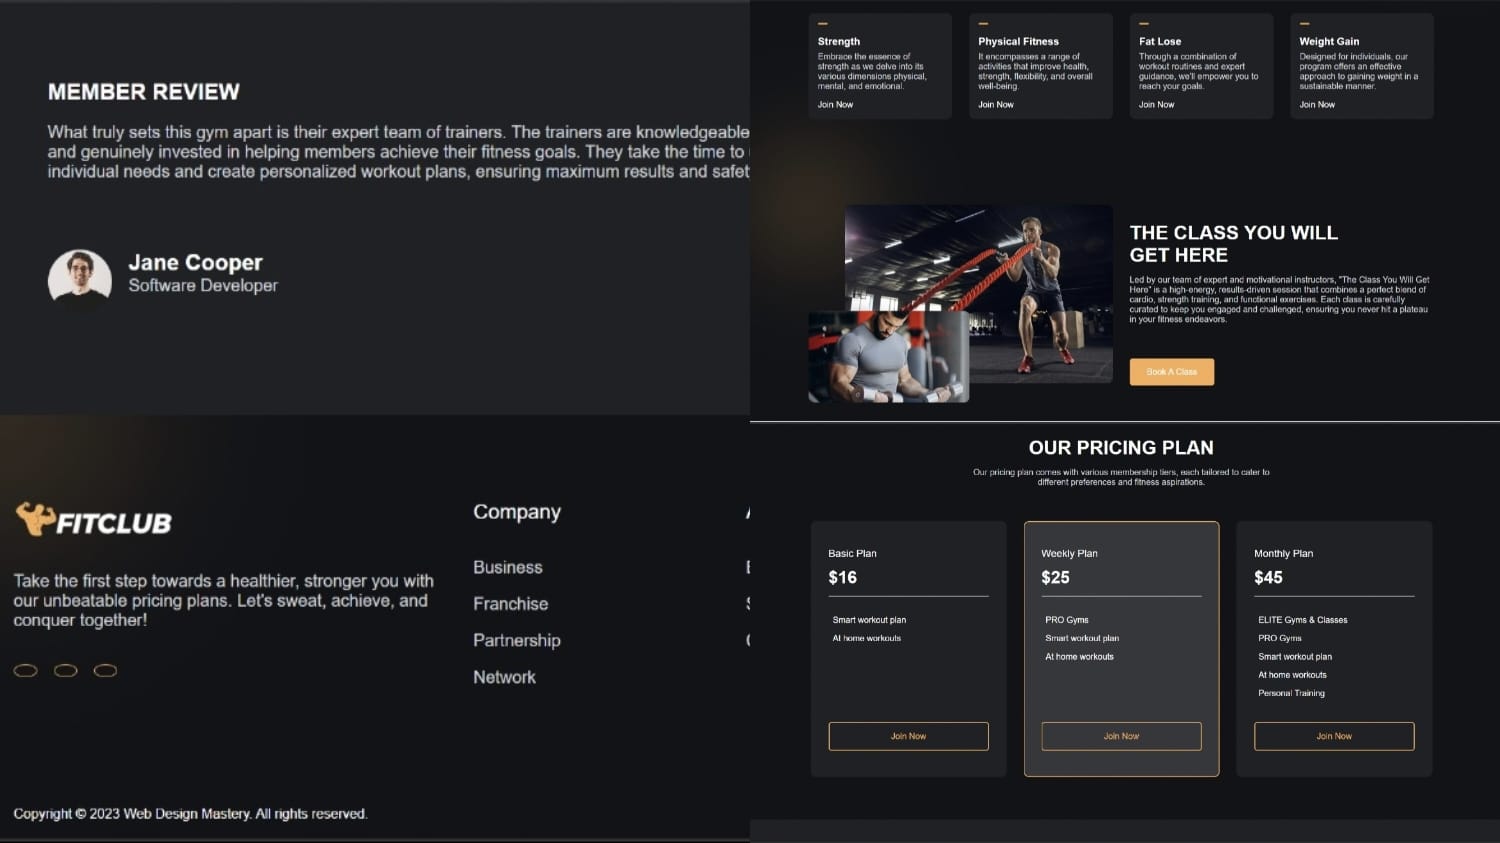 MEMBER REVIEW
What truly sets this gym apart is their expert team of trainers. The trainers are knowledgeable
and genuinely invested in helping members achieve their fitness goals. They take the time to
individual needs and create personalized workout plans, ensuring maximum results and safet
Jane Cooper
Software Developer
Strength
Embrace the essence of
strength as we delve into its
various dimensions physical,
mental, and emotional.
Join Now
Physical Fitness
It encompasses a range of
activities that improve health,
strength, flexibility, and overall
well-being.
Join Now
Fat Lose
Through a combination of
workout routines and expert
guidance, we'll empower you to
reach your goals.
Join Now
Weight Gain
Designed for individuals, our
program offers an effective
approach to gaining weight in a
sustainable manner.
Join Now
THE CLASS YOU WILL
GET HERE
Led by our team of expert and motivational instructors, "The Class You Will Get
Here" is a high-energy, results-driven session that combines a perfect blend of
cardio, strength training, and functional exercises. Each class is carefully
curated to keep you engaged and challenged, ensuring you never hit a plateau
in your fitness endeavors.
Book A Class
FITCLUB
Take the first step towards a healthier, stronger you with
our unbeatable pricing plans. Let's sweat, achieve, and
conquer together!
Company
Business
Franchise
Partnership
Network
Copyright © 2023 Web Design Mastery. All rights reserved.
OUR PRICING PLAN
Our pricing plan comes with various membership tiers, each tailored to cater to
different preferences and fitness aspirations.
Basic Plan
$16
Smart workout plan
At home workouts
Join Now
Weekly Plan
$25
PRO Gyms
Smart workout plan
At home workouts
Join Now
Monthly Plan
$45
ELITE Gyms & Classes
PRO Gyms
Smart workout plan
At home workouts
Personal Training
Join Now